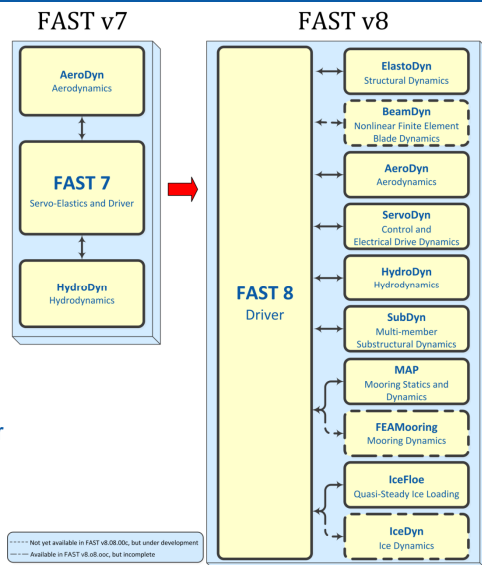 FAST v7
AeroDyn
Aerodynamics
FAST 7
Servo-Elastics and Driver
HydroDyn
Hydrodynamics
FAST v8
FAST 8
Driver
ElastoDyn
Structural Dynamics
BeamDyn
Nonlinear Finite Element
Blade Dynamics
AeroDyn
Aerodynamics
ServoDyn
Control and
Electrical Drive Dynamics
HydroDyn
Hydrodynamics
SubDyn
Multi-member
Substructural Dynamics
MAP
Mooring Statics and
Dynamics
FEAMooring
Mooring Dynamics
IceFloe
Quasi-Steady Ice Loading
IceDyn
Ice Dynamics
Not yet available in FAST v8.08.00c, but under development
Available in FAST v8.08.00c, but incomplete